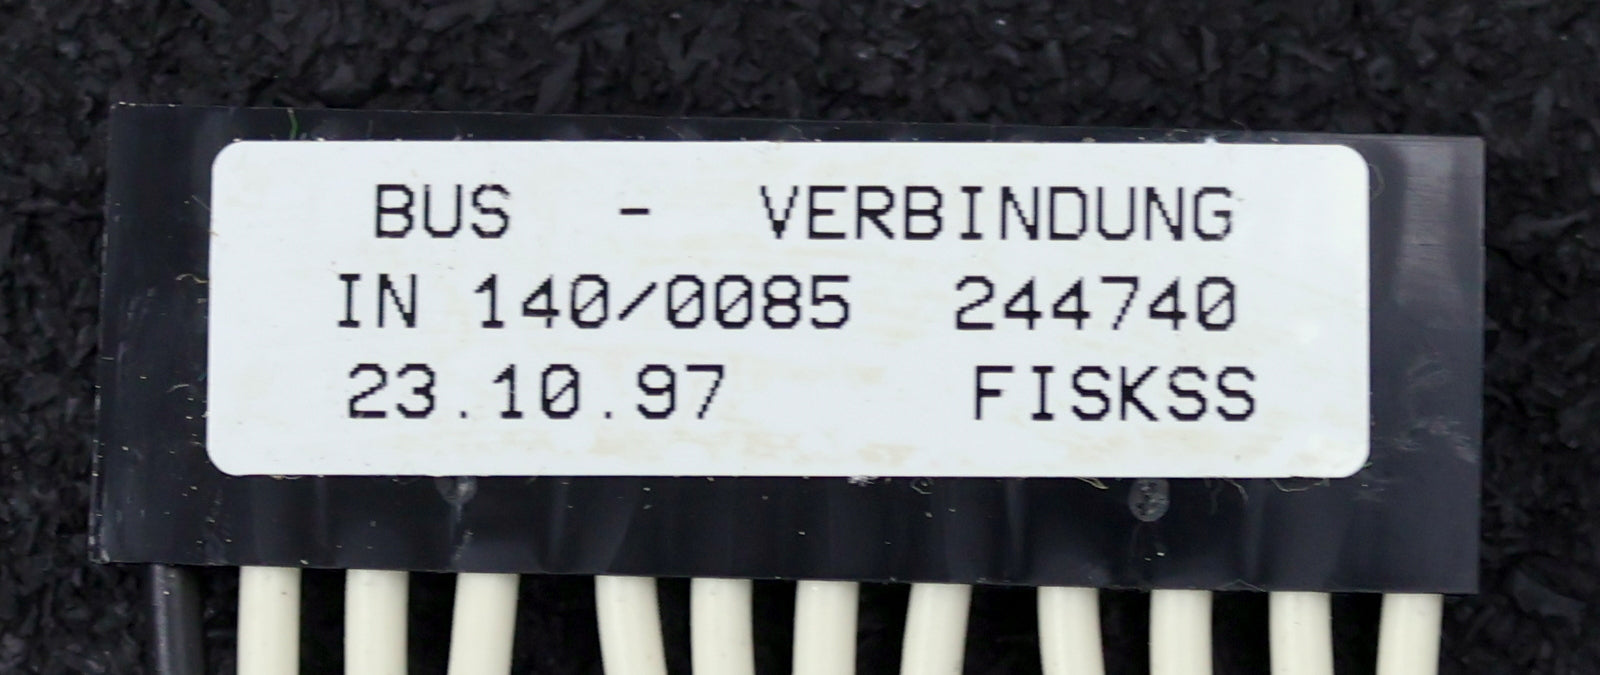 BUS - VERBINDUNG
IN 140/0085 244740
23.10.97 FISKSS